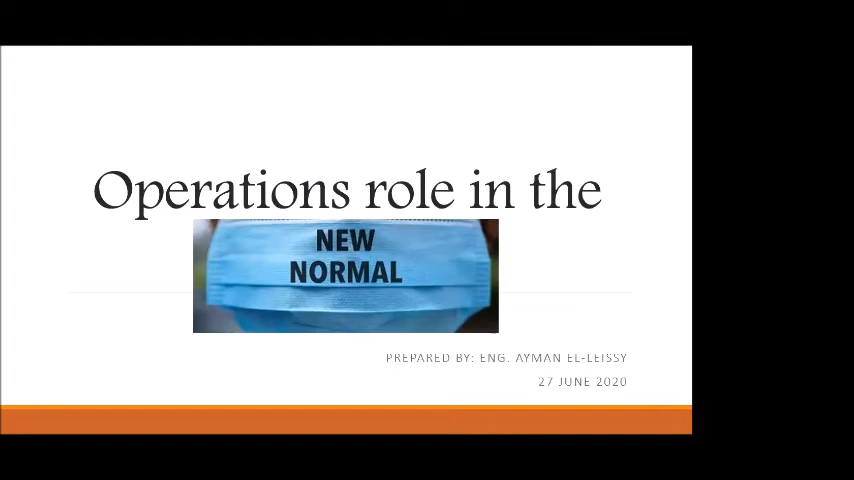 Operations role in the
NEW
NORMAL
PREPARED BY: ENG. AYMAN EL-LEISSY
27 JUNE 2020